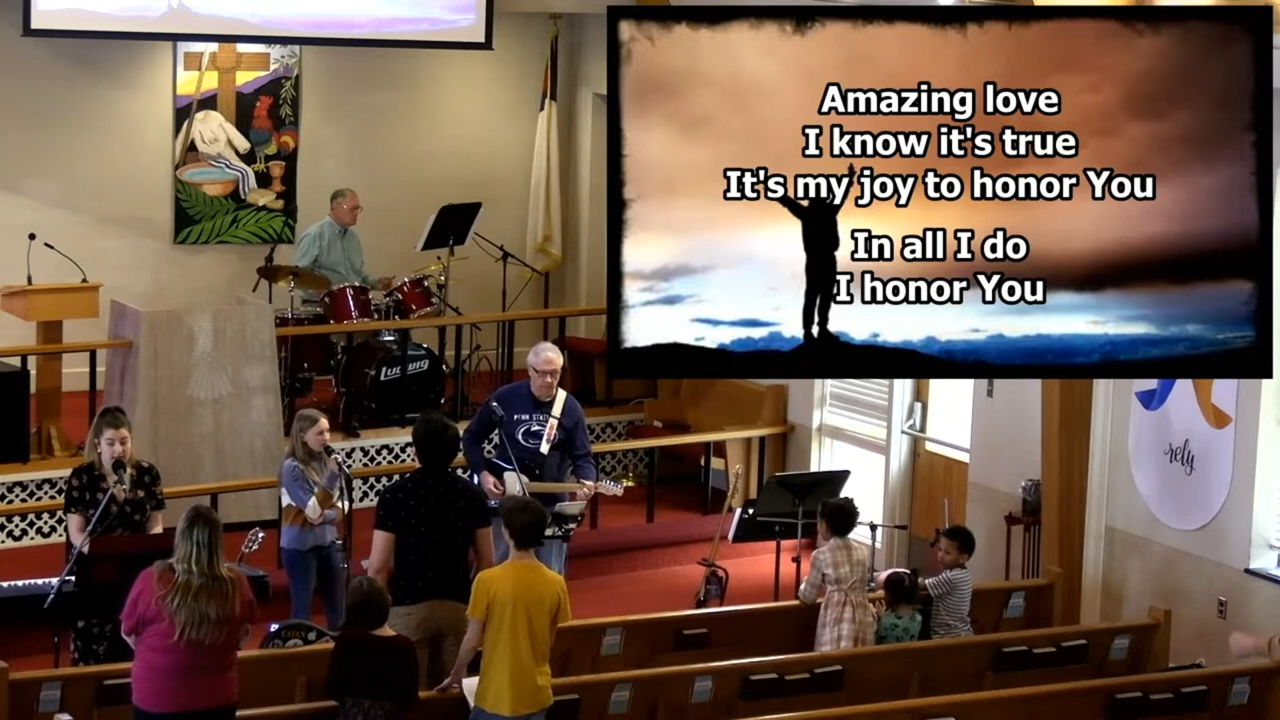 Amazing love
I know it's true
It's my joy to honor You
In all I do
I honor You
Ludwig
PENN STATE
CATAN
rely